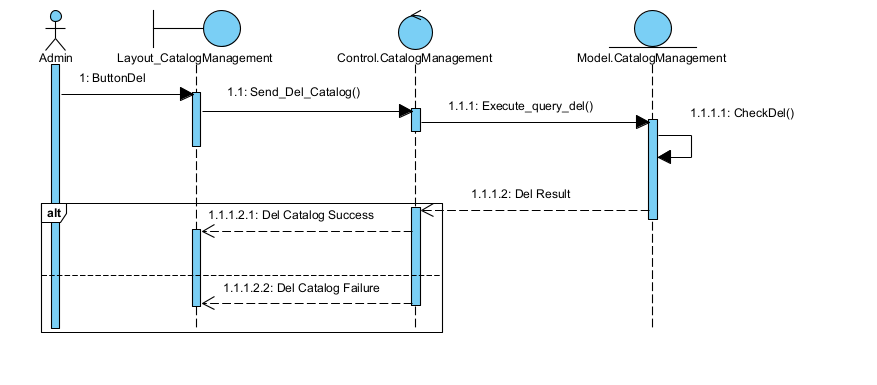 Admin
Layout_CatalogManagement
Control.CatalogManagement
Model.CatalogManagement
1: ButtonDel
1.1: Send_Del_Catalog()
1.1.1: Execute_query_del()
1.1.1.1: CheckDel()
1.1.1.2: Del Result
alt
1.1.1.2.1: Del Catalog Success
1.1.1.2.2: Del Catalog Failure